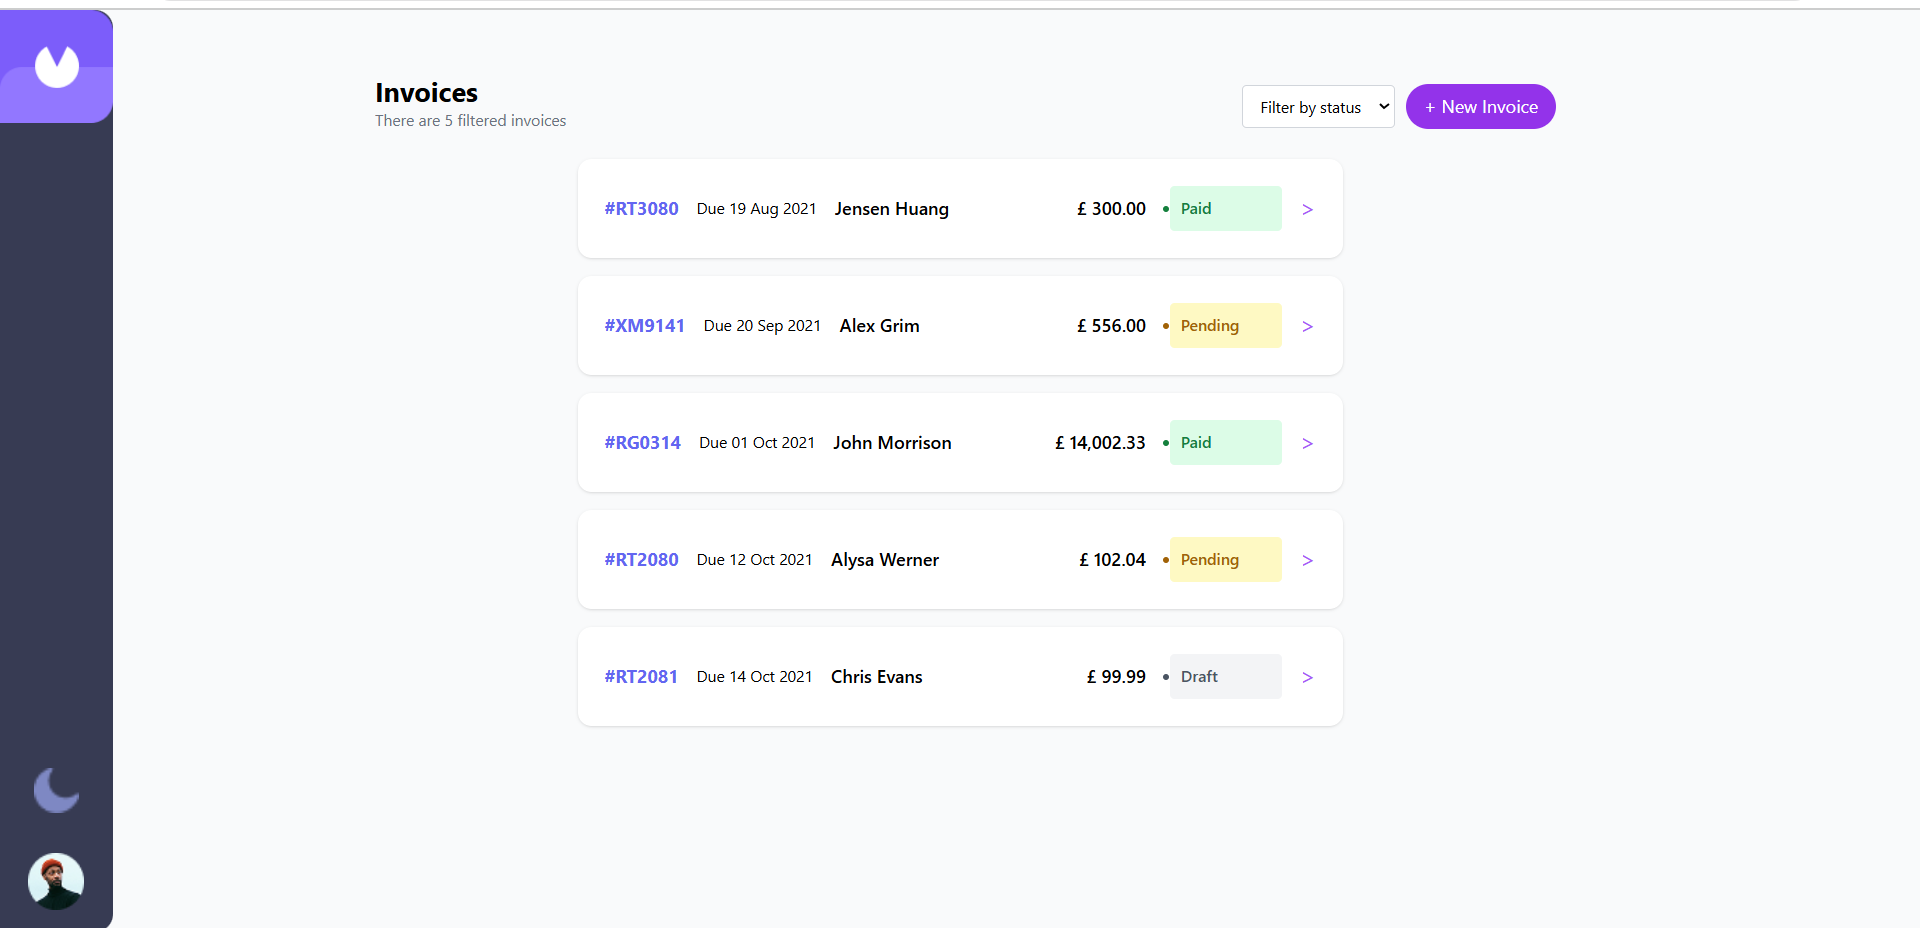 Invoices
There are 5 filtered invoices
Filter by status
+ New Invoice
#RT3080 Due 19 Aug 2021 Jensen Huang £ 300.00 • Paid >
#XM9141 Due 20 Sep 2021 Alex Grim £ 556.00 • Pending >
#RG0314 Due 01 Oct 2021 John Morrison £ 14,002.33 • Paid >
#RT2080 Due 12 Oct 2021 Alysa Werner £ 102.04 • Pending >
#RT2081 Due 14 Oct 2021 Chris Evans £ 99.99 • Draft >